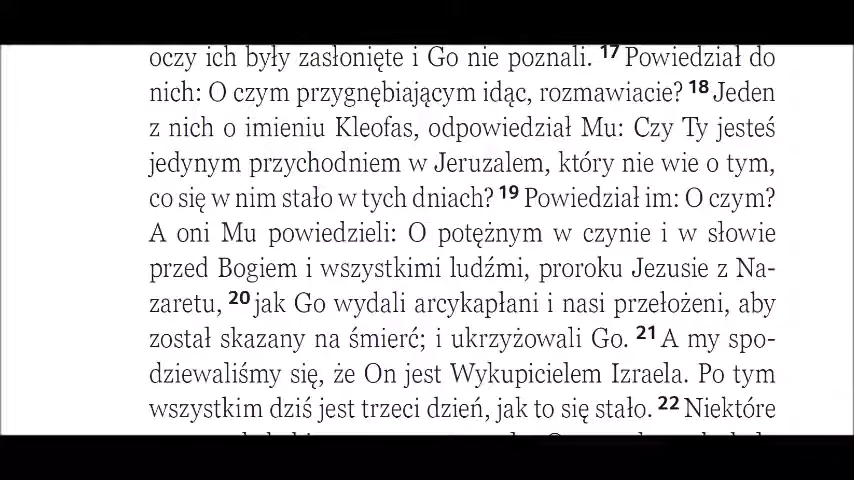 oczy ich były zasłonięte i Go nie poznali. 17 Powiedział do
nich: O czym przygnębiającym idąc, rozmawiacie? 18 Jeden
z nich o imieniu Kleofas, odpowiedział Mu: Czy Ty jesteś
jedynym przychodniem w Jeruzalem, który nie wie o tym,
co się w nim stało w tych dniach? 19 Powiedział im: O czym?
A oni Mu powiedzieli: O potężnym w czynie i w słowie
przed Bogiem i wszystkimi ludźmi, proroku Jezusie z Na-
zaretu, 20 jak Go wydali arcykapłani i nasi przełożeni, aby
został skazany na śmierć; i ukrzyżowali Go. 21 A my spo-
dziewaliśmy się, że On jest Wykupicielem Izraela. Po tym
wszystkim dziś jest trzeci dzień, jak to się stało. 22 Niektóre